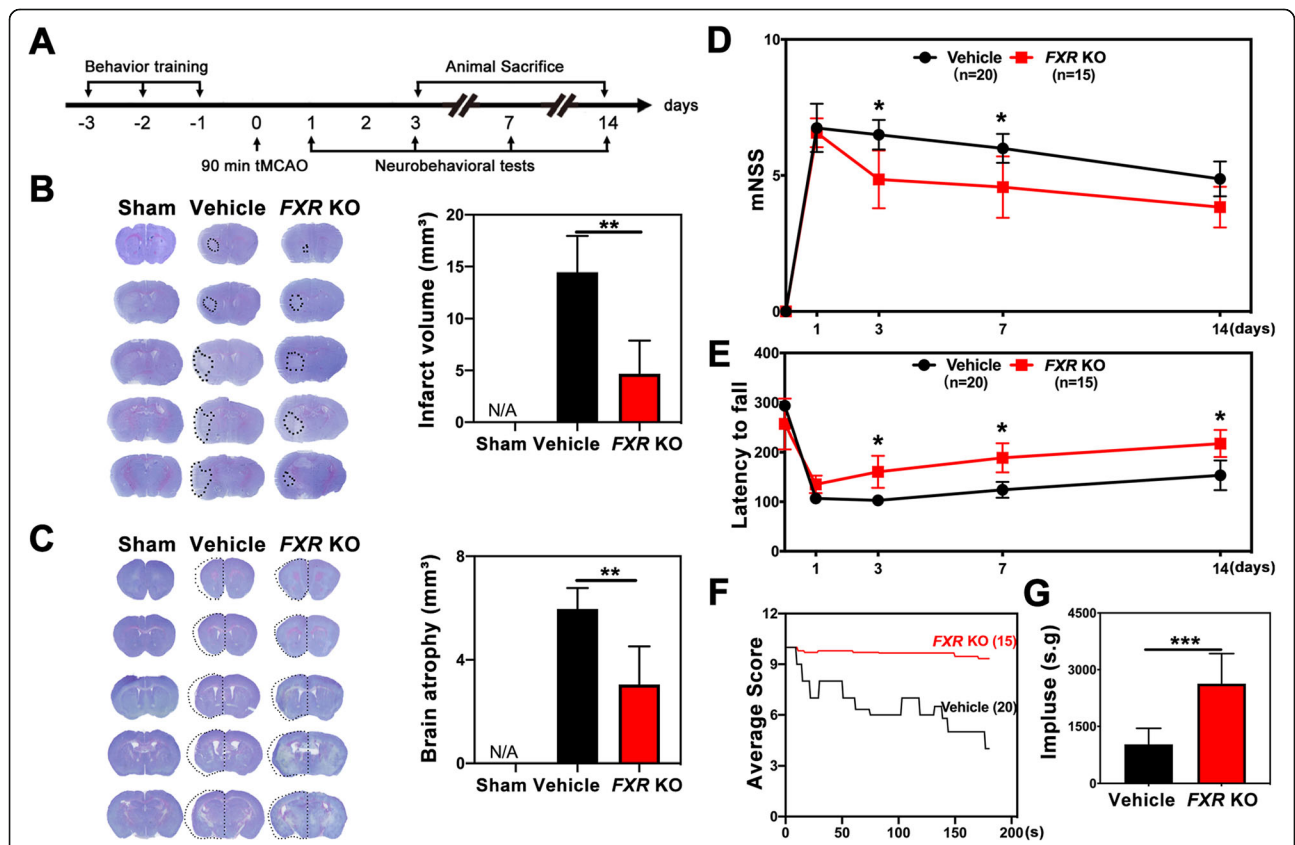 A
Behavior training
Animal Sacrifice
days
-3 -2 -1 0 1 2 3 7 14
90 min tMCAO
Neurobehavioral tests
B
Sham Vehicle FXR KO
Infarct volume (mm³)
20
15
10
5
0
**
N/A
Sham Vehicle FXR KO
C
Sham Vehicle FXR KO
Brain atrophy (mm³)
8
4
0
**
N/A
Sham Vehicle FXR KO
D
mNSS
10
5
0
Vehicle FXR KO
(n=20) (n=15)
* *
1 3 7 14 (days)
E
Latency to fall
400
300
200
100
0
Vehicle FXR KO
(n=20) (n=15)
* * *
1 3 7 14 (days)
F
Average Score
12
9
6
3
0
FXR KO (15)
Vehicle (20)
0 50 100 150 200 (s)
G
Impluse (s.g)
4500
3000
1500
0
***
Vehicle FXR KO